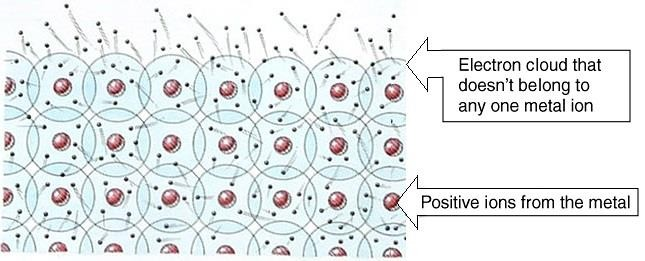 Electron cloud that
doesn't belong to
any one metal ion
Positive ions from the metal